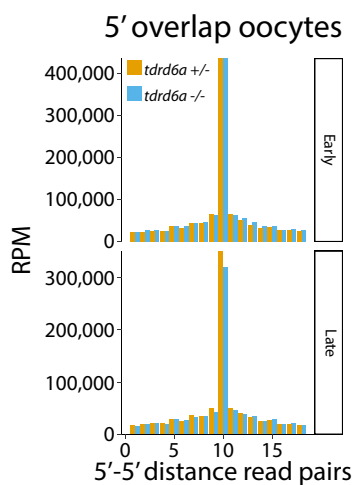 5’ overlap oocytes
400,000
300,000
200,000
100,000
0
tdrd6a +/-
tdrd6a -/-
Early
RPM
300,000
200,000
100,000
0
Late
0 5 10 15
5’-5’ distance read pairs